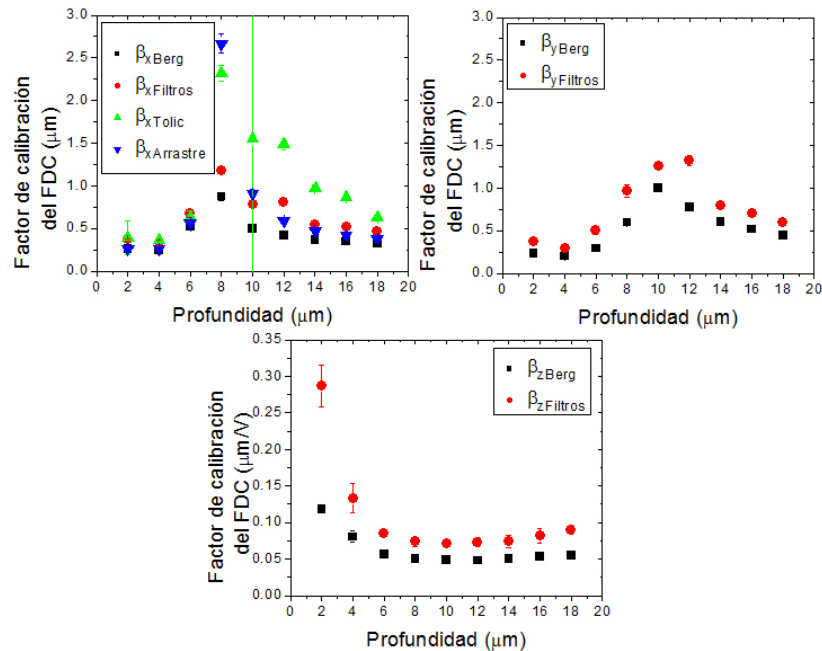 Factor de calibración
del FDC (μm)
3.0
2.5
2.0
1.5
1.0
0.5
0.0
βxBerg
βxFiltros
βxTolic
βxArrastre
0 2 4 6 8 10 12 14 16 18 20
Profundidad (μm)
Factor de calibración
del FDC (μm)
3.0
2.5
2.0
1.5
1.0
0.5
0.0
βyBerg
βyFiltros
0 2 4 6 8 10 12 14 16 18 20
Profundidad (μm)
Factor de calibración
del FDC (μm/V)
0.35
0.30
0.25
0.20
0.15
0.10
0.05
0.00
βzBerg
βzFiltros
0 2 4 6 8 10 12 14 16 18 20
Profundidad (μm)